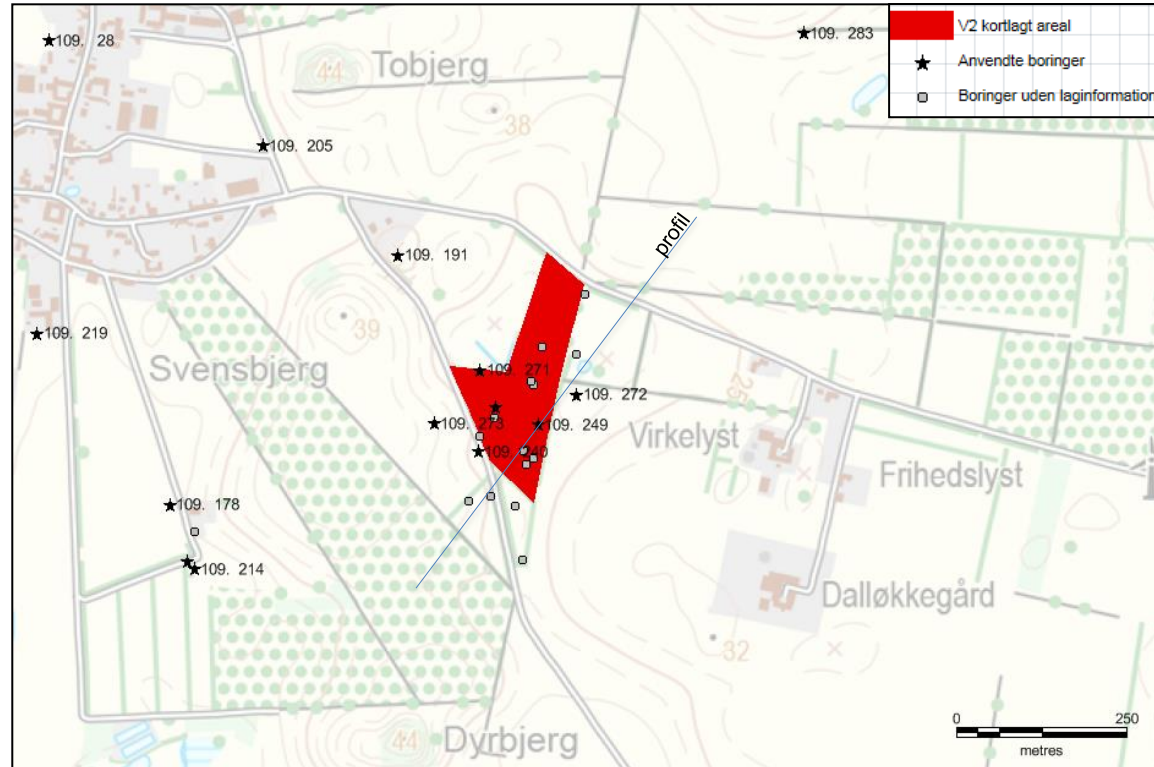 V2 kortlagt areal
Anvendte boringer
Boringer uden laginformation
109. 28
109. 283
Tobjerg
44
38
109. 205
profil
109. 191
39
109. 219
Svensbjerg
109. 271
109. 272
25
109. 273
109. 249
Virkelyst
109. 240
Frihedslyst
109. 178
109. 214
Dalløkkegård
32
0 250
metres
44
Dyrbjerg